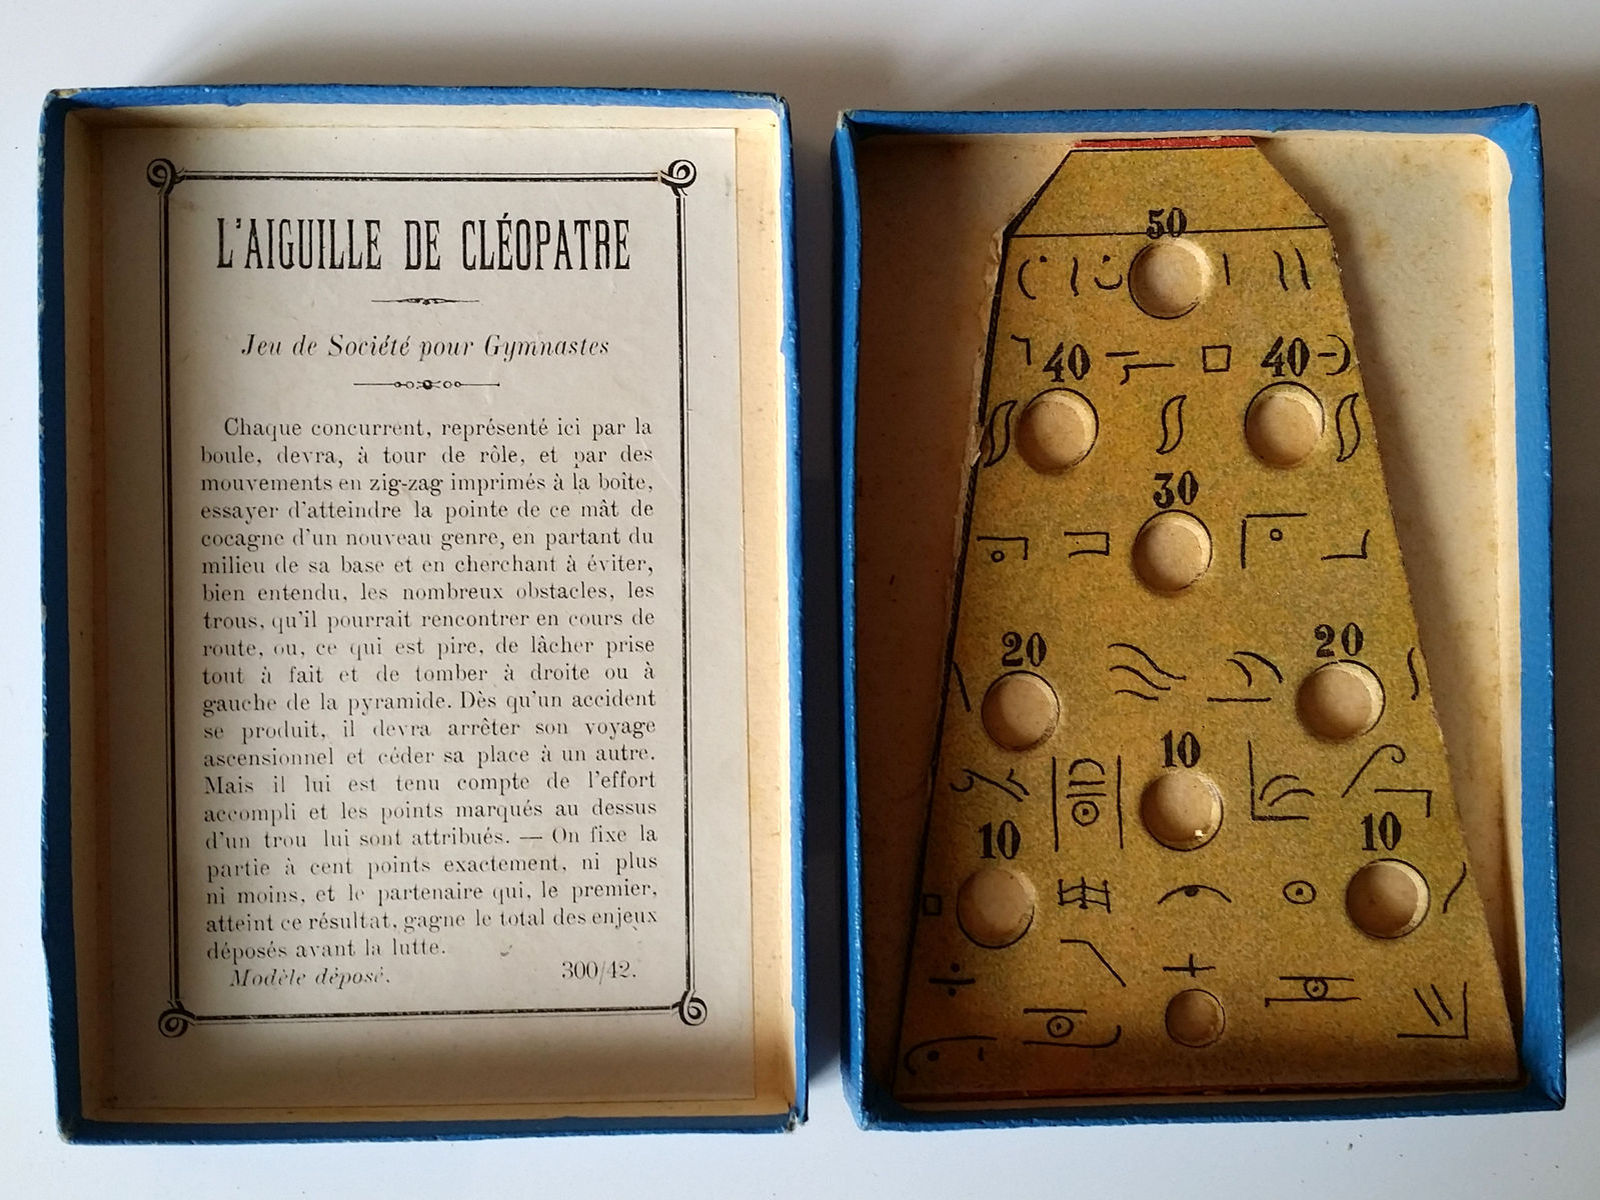 L'AIGUILLE DE CLÉOPATRE
Jeu de Société pour Gymnastes
Chaque concurrent, représenté ici par la
boule, devra, à tour de rôle, et par des
mouvements en zig-zag imprimés à la boîte,
essayer d'atteindre la pointe de ce mât de
cocagne d'un nouveau genre, en partant du
milieu de sa base et en cherchant à éviter,
bien entendu, les nombreux obstacles, les
trous, qu'il pourrait rencontrer en cours de
route, ou, ce qui est pire, de lâcher prise
tout à fait et de tomber à droite ou à
gauche de la pyramide. Dès qu'un accident
se produit, il devra arrêter son voyage
ascensionnel et céder sa place à un autre.
Mais il lui est tenu compte de l'effort
accompli et les points marqués au dessus
d'un trou lui sont attribués. — On fixe la
partie à cent points exactement, ni plus
ni moins, et le partenaire qui, le premier,
atteint ce résultat, gagne le total des enjeux
déposés avant la lutte.
Modèle déposé. 300/42.
50
40 40
30
20 20
10
10 10